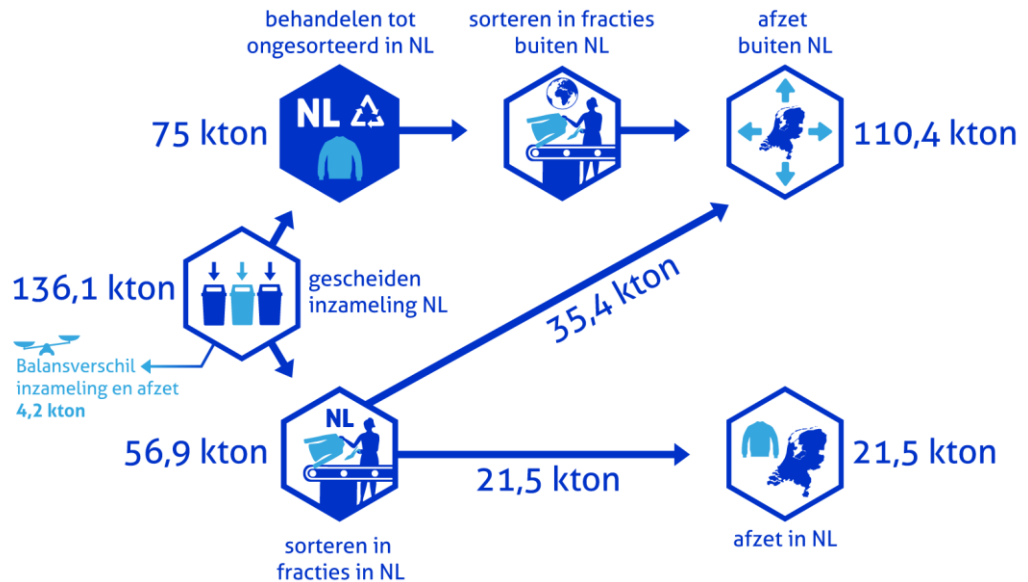 behandelen tot
ongesorteerd in NL
sorteren in fracties
buiten NL
afzet
buiten NL
75 kton
NL
110,4 kton
136,1 kton
gescheiden
inzameling NL
35,4 kton
Balansverschil
inzameling en afzet
4,2 kton
56,9 kton
NL
21,5 kton
21,5 kton
sorteren in
fracties in NL
afzet in NL